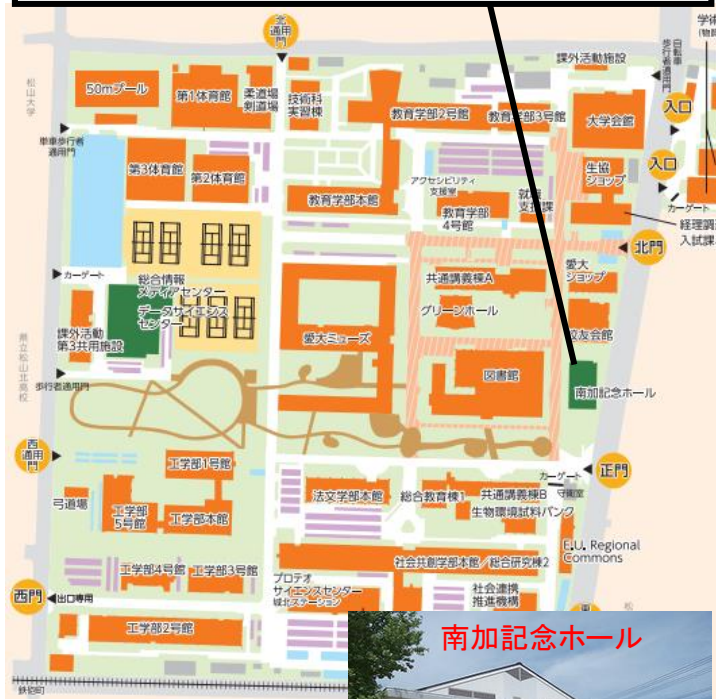 北
通用
門
学術
(物
課外活動施設
自転車
歩行者
通用門
松山大学
50mプール
第1体育館
柔道場
剣道場
技術科
実習棟
教育学部2号館
教育学部3号館
大学会館
入口
単車歩行者
通用門
第3体育館
第2体育館
アクセシビリティ
支援室
就職
支援課
生協
ショップ
入口
教育学部本館
教育学部
4号館
カーゲート
経理調
入試課
北門
カーゲート
総合情報
メディアセンター
データサイエンス
センター
共通講義棟A
愛大
ショップ
グリーンホール
課外活動
第3共用施設
愛大ミューズ
校友会館
県立松山北高校
歩行者通用門
図書館
南加記念ホール
西
通用
門
工学部1号館
カーゲート
正門
守衛室
弓道場
工学部
5号館
工学部本館
法文学部本館
総合教育棟1
共通講義棟B
生物環境試料バンク
E.U. Regional
Commons
社会共創学部本館/総合研究棟2
工学部4号館
工学部3号館
プロテオ
サイエンスセンター
城北ステーション
社会連携
推進機構
西門
出口専用
工学部2号館
東
松
南加記念ホール
鉄砲町